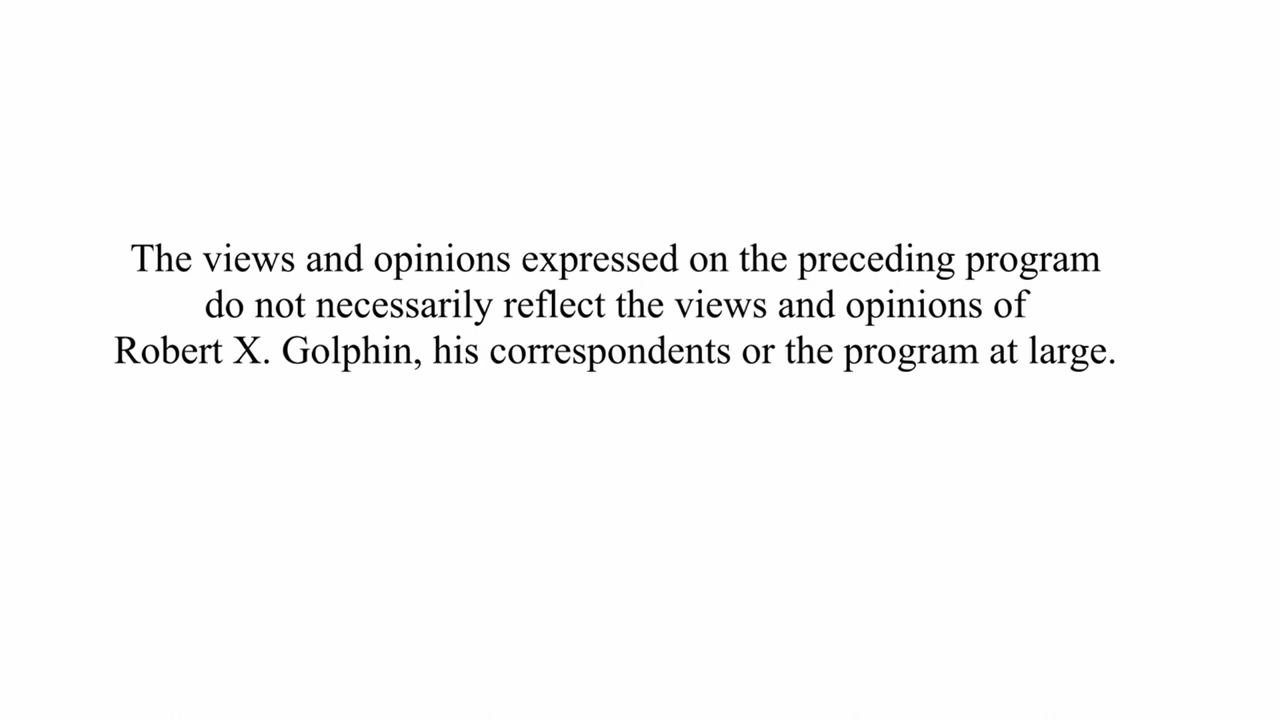 The views and opinions expressed on the preceding program
do not necessarily reflect the views and opinions of
Robert X. Golphin, his correspondents or the program at large.